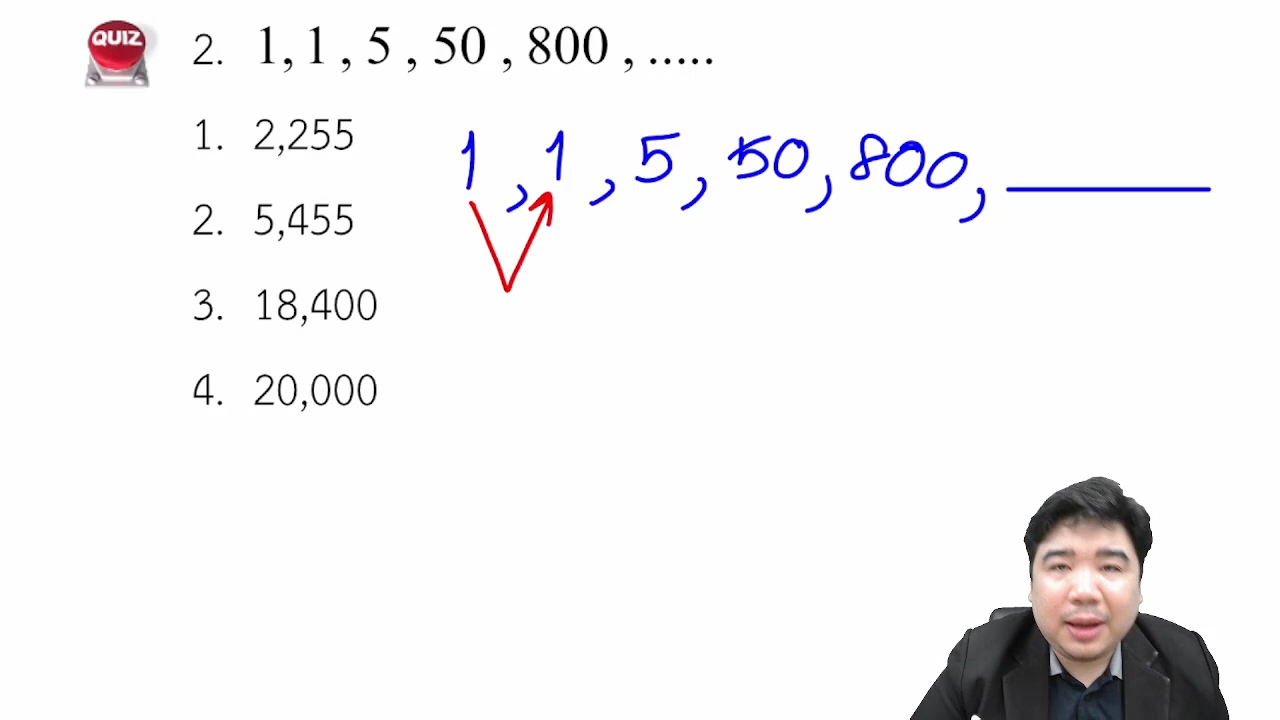 QUIZ
2. 1, 1 , 5 , 50 , 800 , .....
1. 2,255
2. 5,455
3. 18,400
4. 20,000
1 , 1 , 5 , 50 , 800 , ________